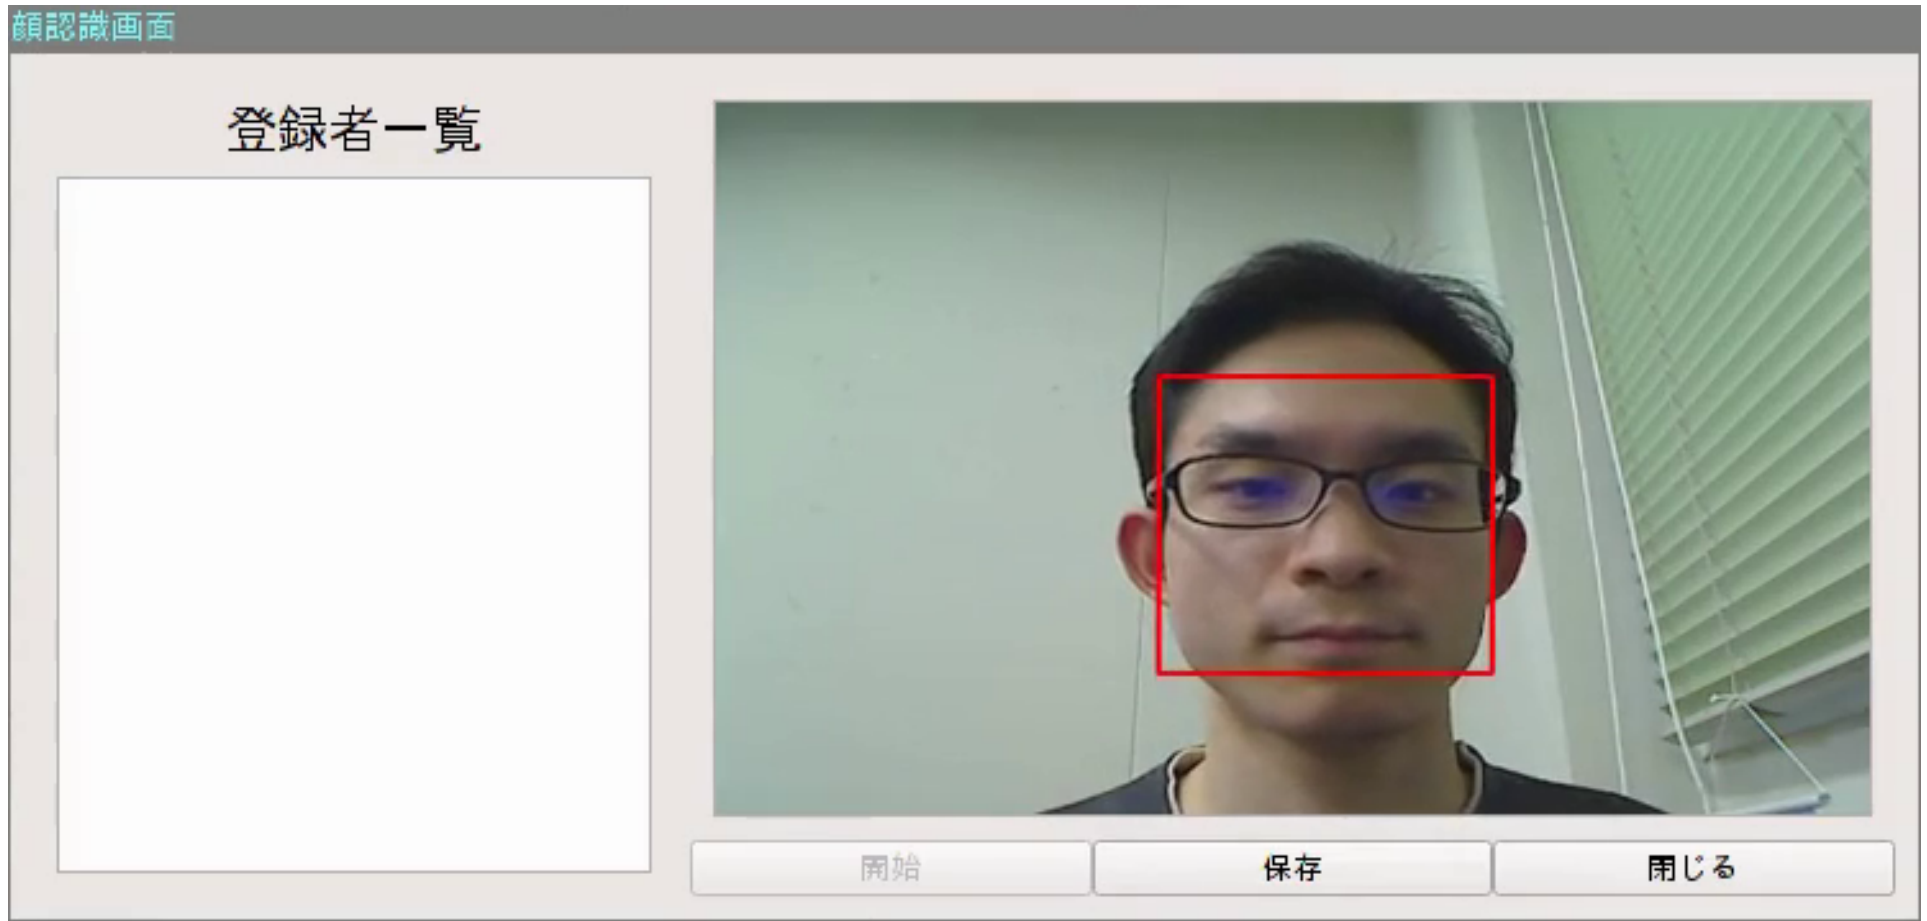 顔認識画面
登録者一覧
開始
保存
閉じる